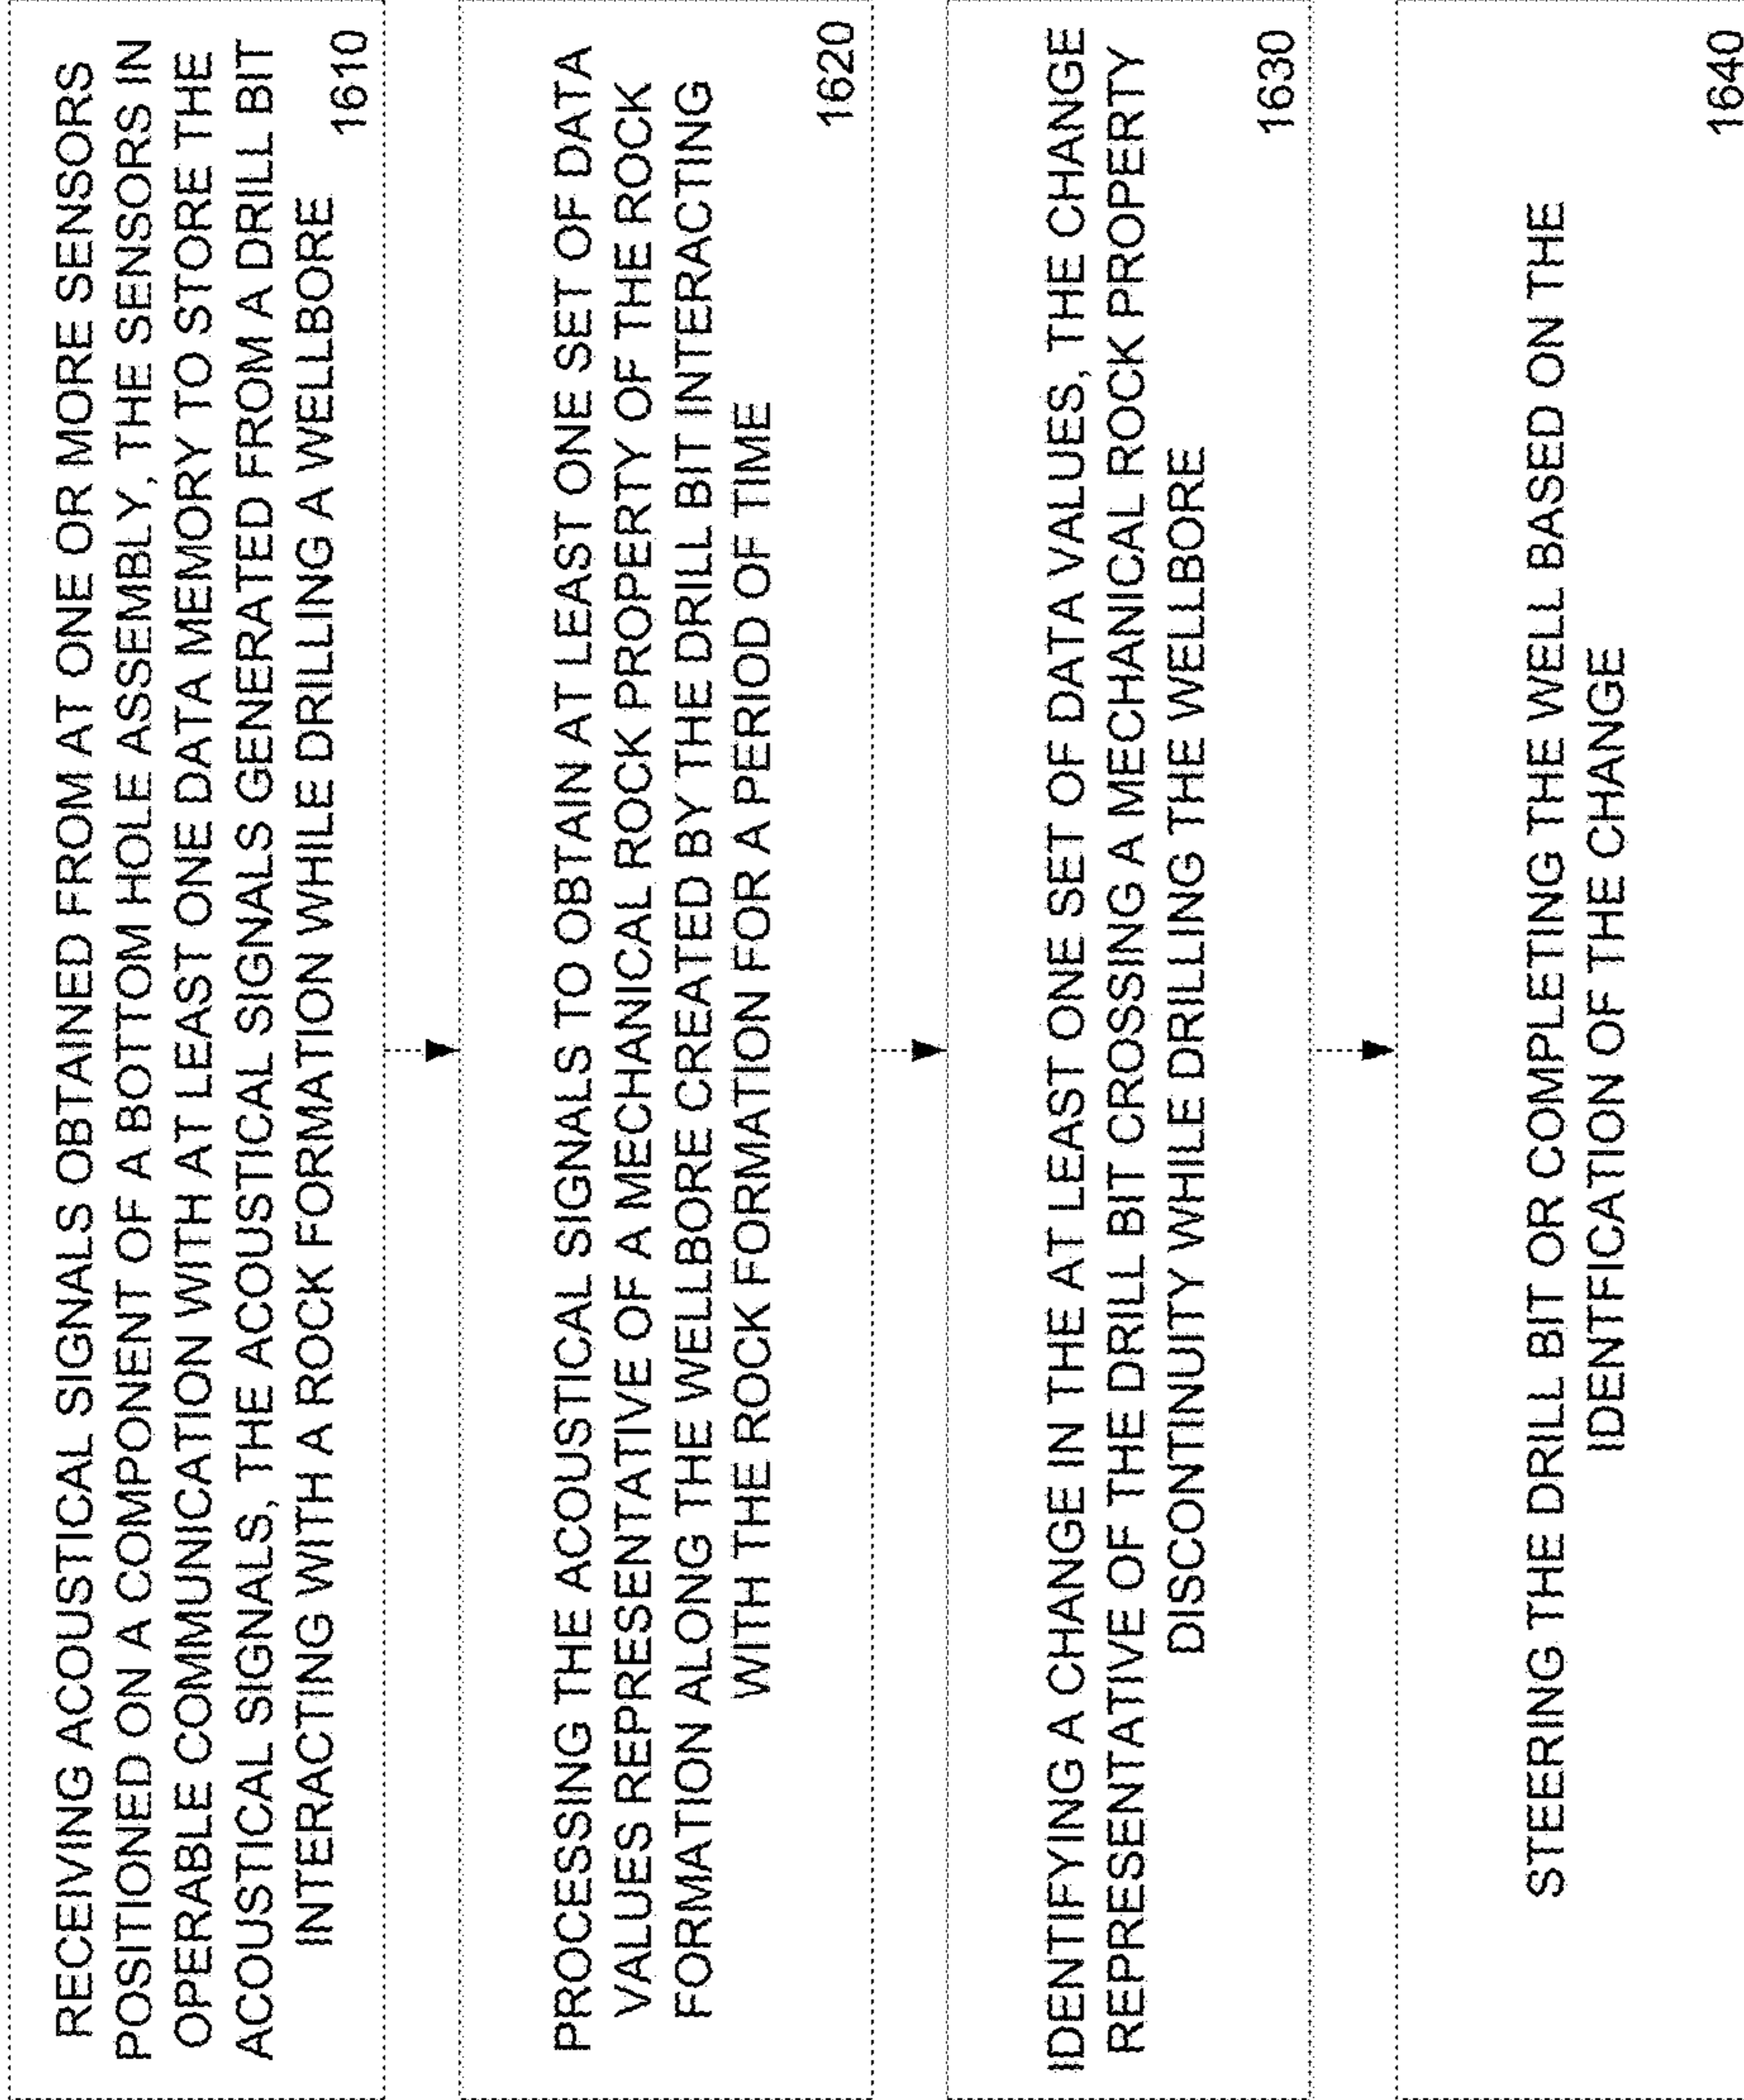 RECEIVING ACOUSTICAL SIGNALS OBTAINED FROM AT ONE OR MORE SENSORS
POSITIONED ON A COMPONENT OF A BOTTOM HOLE ASSEMBLY, THE SENSORS IN
OPERABLE COMMUNICATION WITH AT LEAST ONE DATA MEMORY TO STORE THE
ACOUSTICAL SIGNALS, THE ACOUSTICAL SIGNALS GENERATED FROM A DRILL BIT
INTERACTING WITH A ROCK FORMATION WHILE DRILLING A WELLBORE
1610
PROCESSING THE ACOUSTICAL SIGNALS TO OBTAIN AT LEAST ONE SET OF DATA
VALUES REPRESENTATIVE OF A MECHANICAL ROCK PROPERTY OF THE ROCK
FORMATION ALONG THE WELLBORE CREATED BY THE DRILL BIT INTERACTING
WITH THE ROCK FORMATION FOR A PERIOD OF TIME
1620
IDENTIFYING A CHANGE IN THE AT LEAST ONE SET OF DATA VALUES, THE CHANGE
REPRESENTATIVE OF THE DRILL BIT CROSSING A MECHANICAL ROCK PROPERTY
DISCONTINUITY WHILE DRILLING THE WELLBORE
1630
STEERING THE DRILL BIT OR COMPLETING THE WELL BASED ON THE
IDENTFICATION OF THE CHANGE
1640